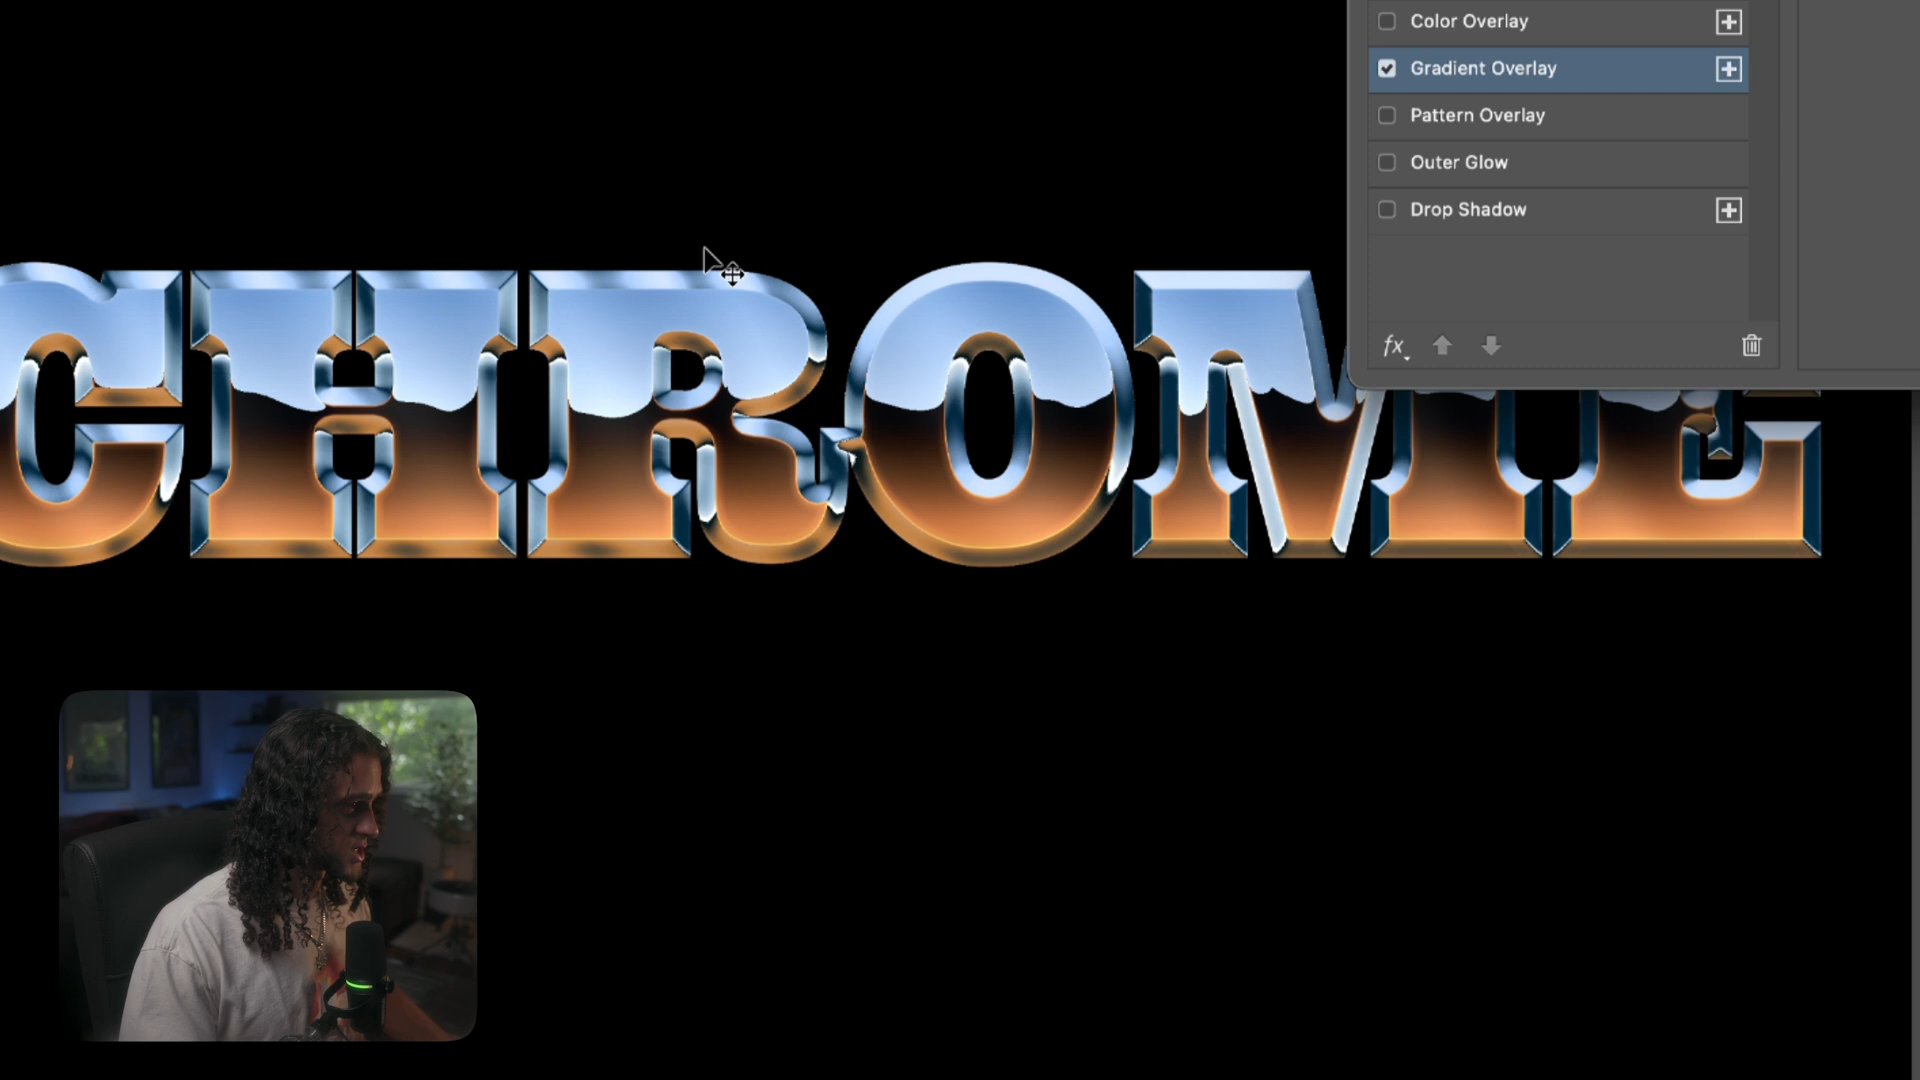 Color Overlay
Gradient Overlay
Pattern Overlay
Outer Glow
Drop Shadow
fx
CHROME